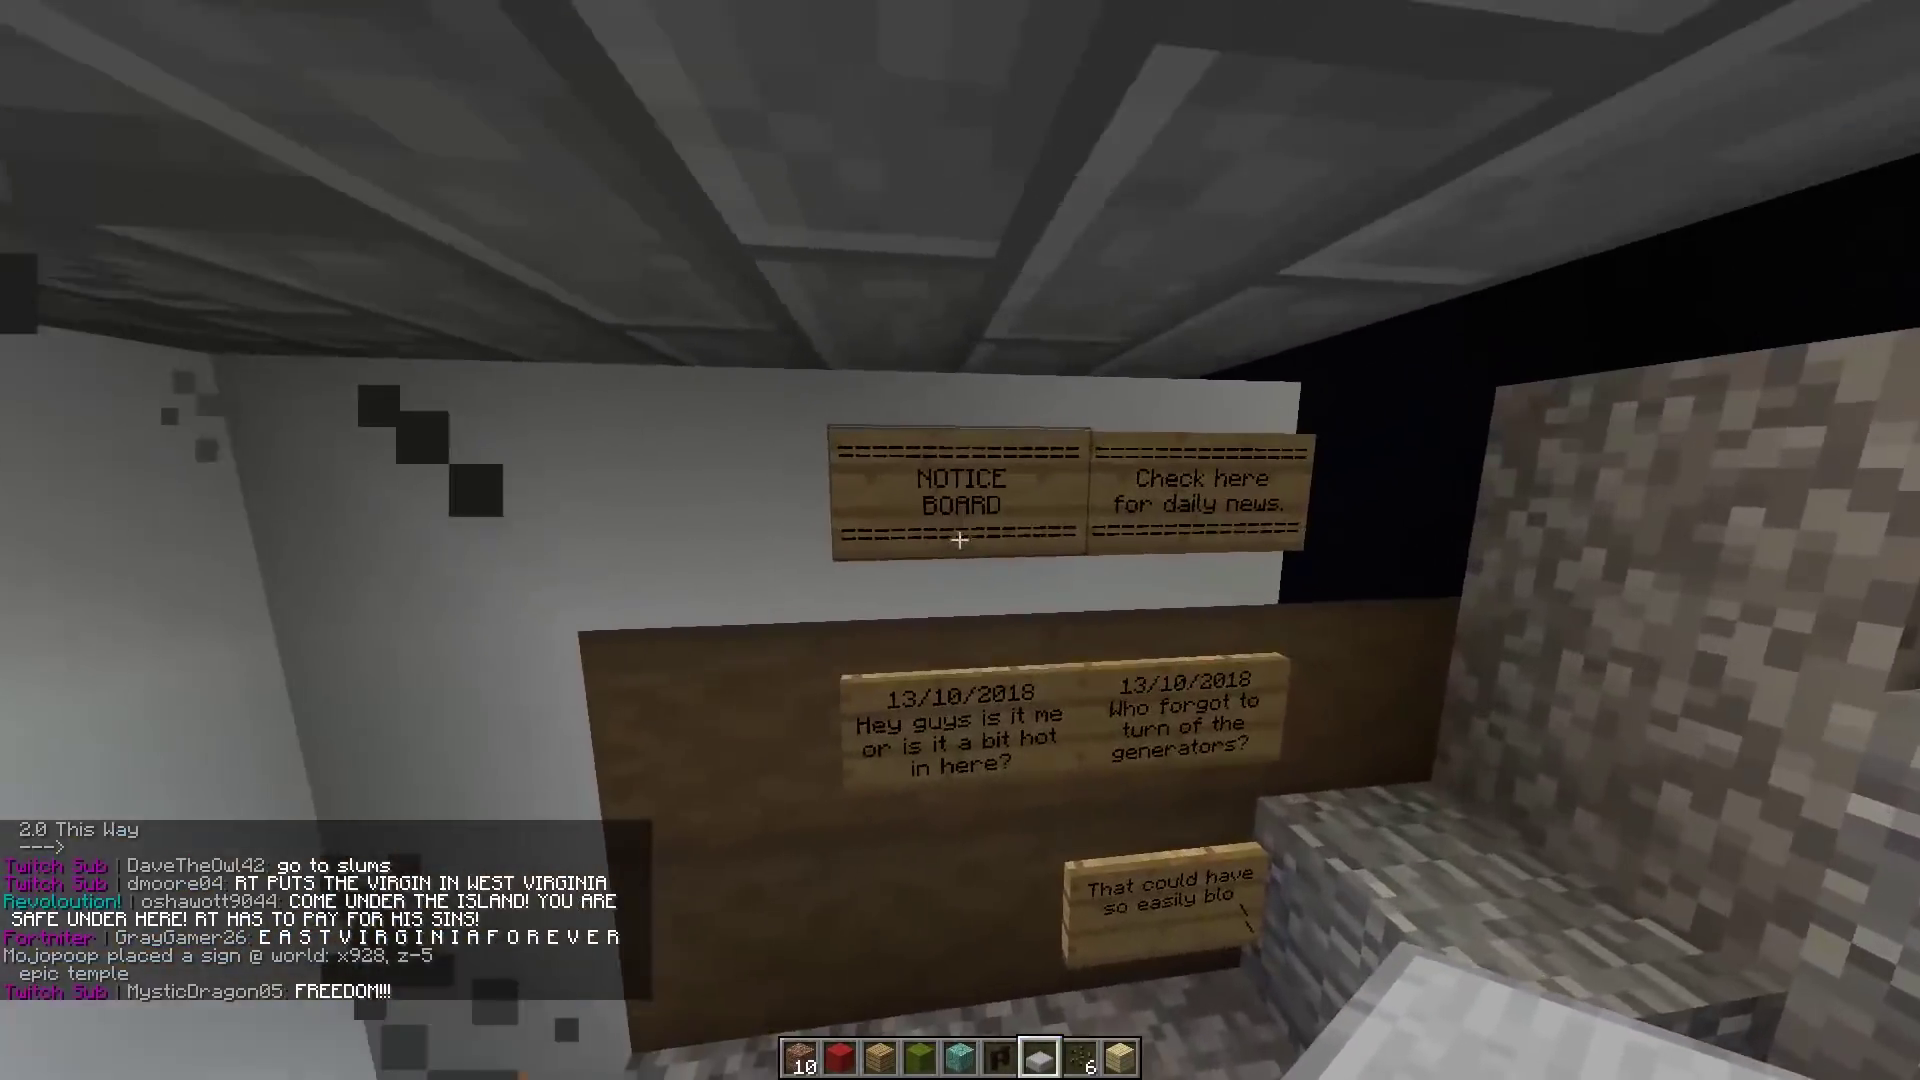 ================
NOTICE
BOARD
================
================
Check here
for daily news.
================
13/10/2018
Hey guys is it me
or is it a bit hot
in here?
13/10/2018
Who forgot to
turn of the
generators?
That could have
so easily blo
\
\
2.0 This Way
--->
Twitch Sub | DaveTheOwl42: go to slums
Twitch Sub | dmoore04: RT PUTS THE VIRGIN IN WEST VIRGINIA
Revoloution! | oshawott9044: COME UNDER THE ISLAND! YOU ARE
SAFE UNDER HERE! RT HAS TO PAY FOR HIS SINS!
Fortniter | GrayGamer26: E A S T V I R G I N I A F O R E V E R
Mojopoop placed a sign @ world: x928, z-5
epic temple
Twitch Sub | MysticDragon05: FREEDOM!!!
10
6